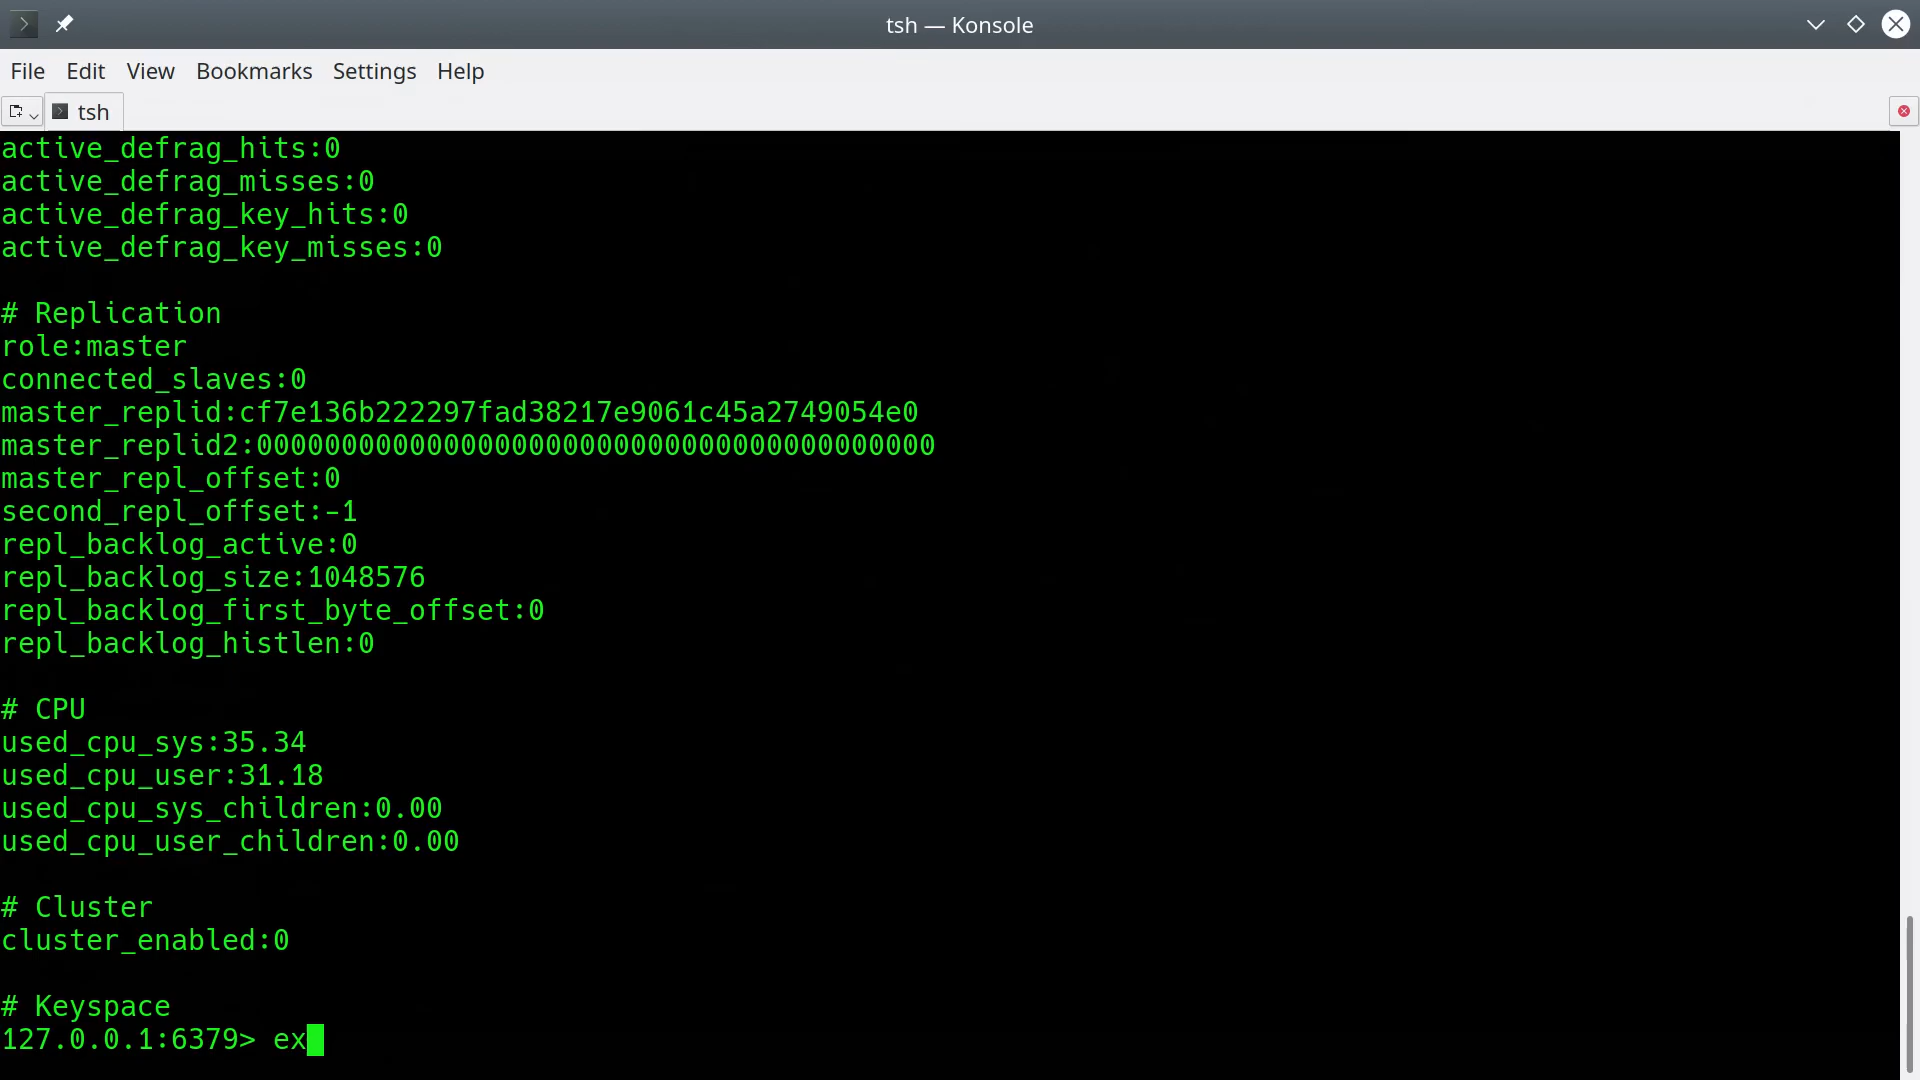 tsh — Konsole
File Edit View Bookmarks Settings Help
tsh
active_defrag_hits:0
active_defrag_misses:0
active_defrag_key_hits:0
active_defrag_key_misses:0
# Replication
role:master
connected_slaves:0
master_replid:cf7e136b222297fad38217e9061c45a2749054e0
master_replid2:0000000000000000000000000000000000000000
master_repl_offset:0
second_repl_offset:-1
repl_backlog_active:0
repl_backlog_size:1048576
repl_backlog_first_byte_offset:0
repl_backlog_histlen:0
# CPU
used_cpu_sys:35.34
used_cpu_user:31.18
used_cpu_sys_children:0.00
used_cpu_user_children:0.00
# Cluster
cluster_enabled:0
# Keyspace
127.0.0.1:6379> ex